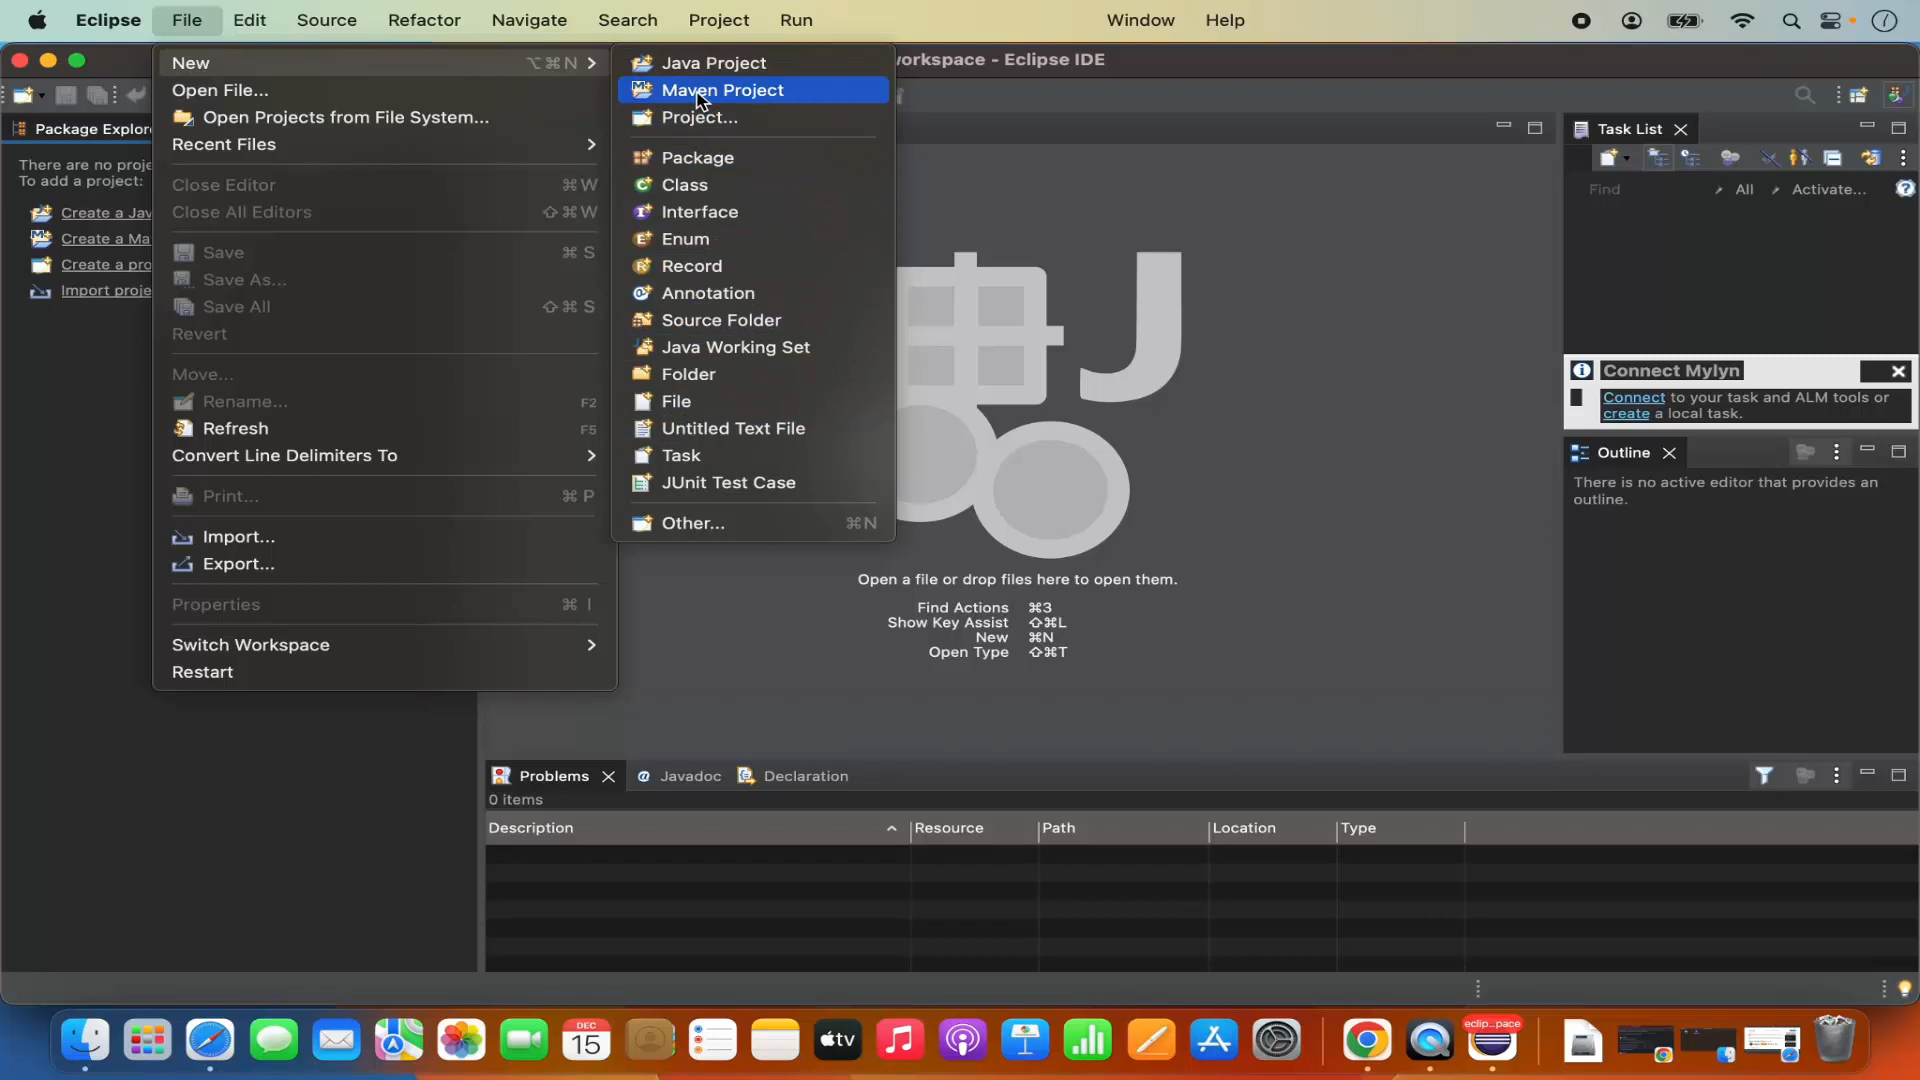 Eclipse File Edit Source Refactor Navigate Search Project Run Window Help
orkspace - Eclipse IDE
New ⌥⌘N
Open File...
Open Projects from File System...
Recent Files
Close Editor ⌘W
Close All Editors ⇧⌘W
Save ⌘S
Save As...
Save All ⇧⌘S
Revert
Move...
Rename... F2
Refresh F5
Convert Line Delimiters To
Print... ⌘P
Import...
Export...
Properties ⌘I
Switch Workspace
Restart
Java Project
Maven Project
Project...
Package
Class
Interface
Enum
Record
Annotation
Source Folder
Java Working Set
Folder
File
Untitled Text File
Task
JUnit Test Case
Other... ⌘N
Package Explor
There are no proje
To add a project:
Create a Jav
Create a Ma
Create a pro
Import proje
J
Open a file or drop files here to open them.
Find Actions ⌘3
Show Key Assist ⇧⌘L
New ⌘N
Open Type ⇧⌘T
Task List
Find All Activate...
Connect Mylyn
Connect to your task and ALM tools or
create a local task.
Outline
There is no active editor that provides an
outline.
Problems @ Javadoc Declaration
0 items
Description Resource Path Location Type
DEC
15
tv
eclip...pace